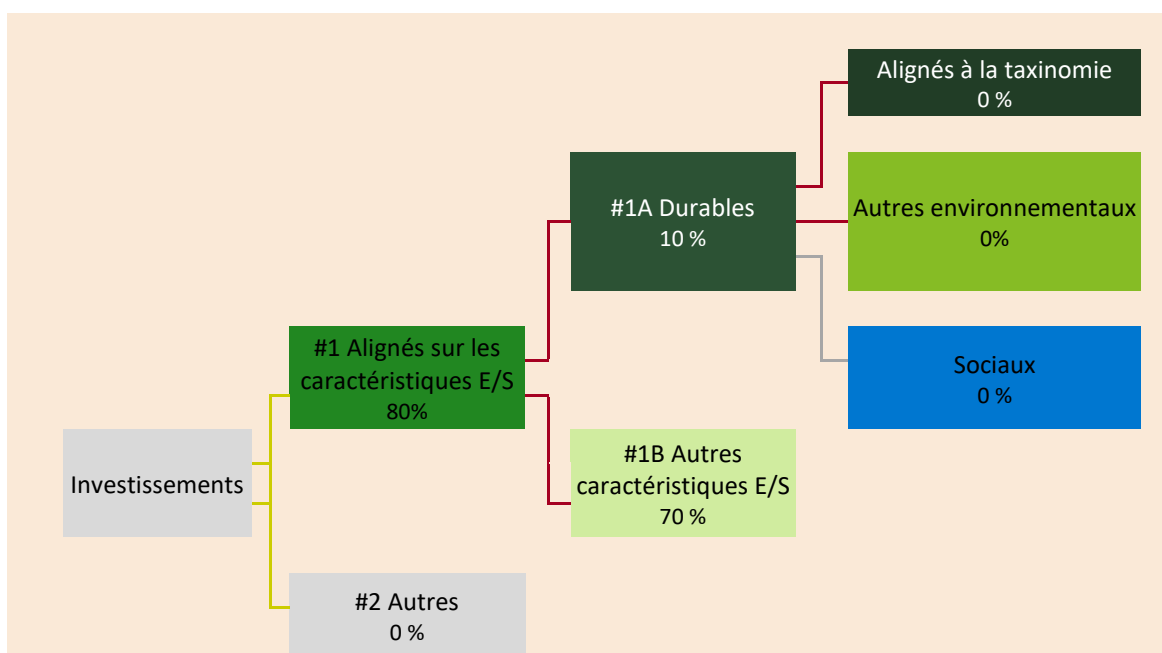 Alignés à la taxinomie
0 %
#1A Durables
10 %
Autres environnementaux
0%
#1 Alignés sur les
caractéristiques E/S
80%
Sociaux
0 %
Investissements
#1B Autres
caractéristiques E/S
70 %
#2 Autres
0 %